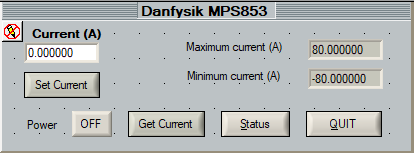 Danfysik MPS853
Current (A)
0.000000
Maximum current (A) 80.000000
Minimum current (A) -80.000000
Set Current
Power OFF Get Current Status QUIT